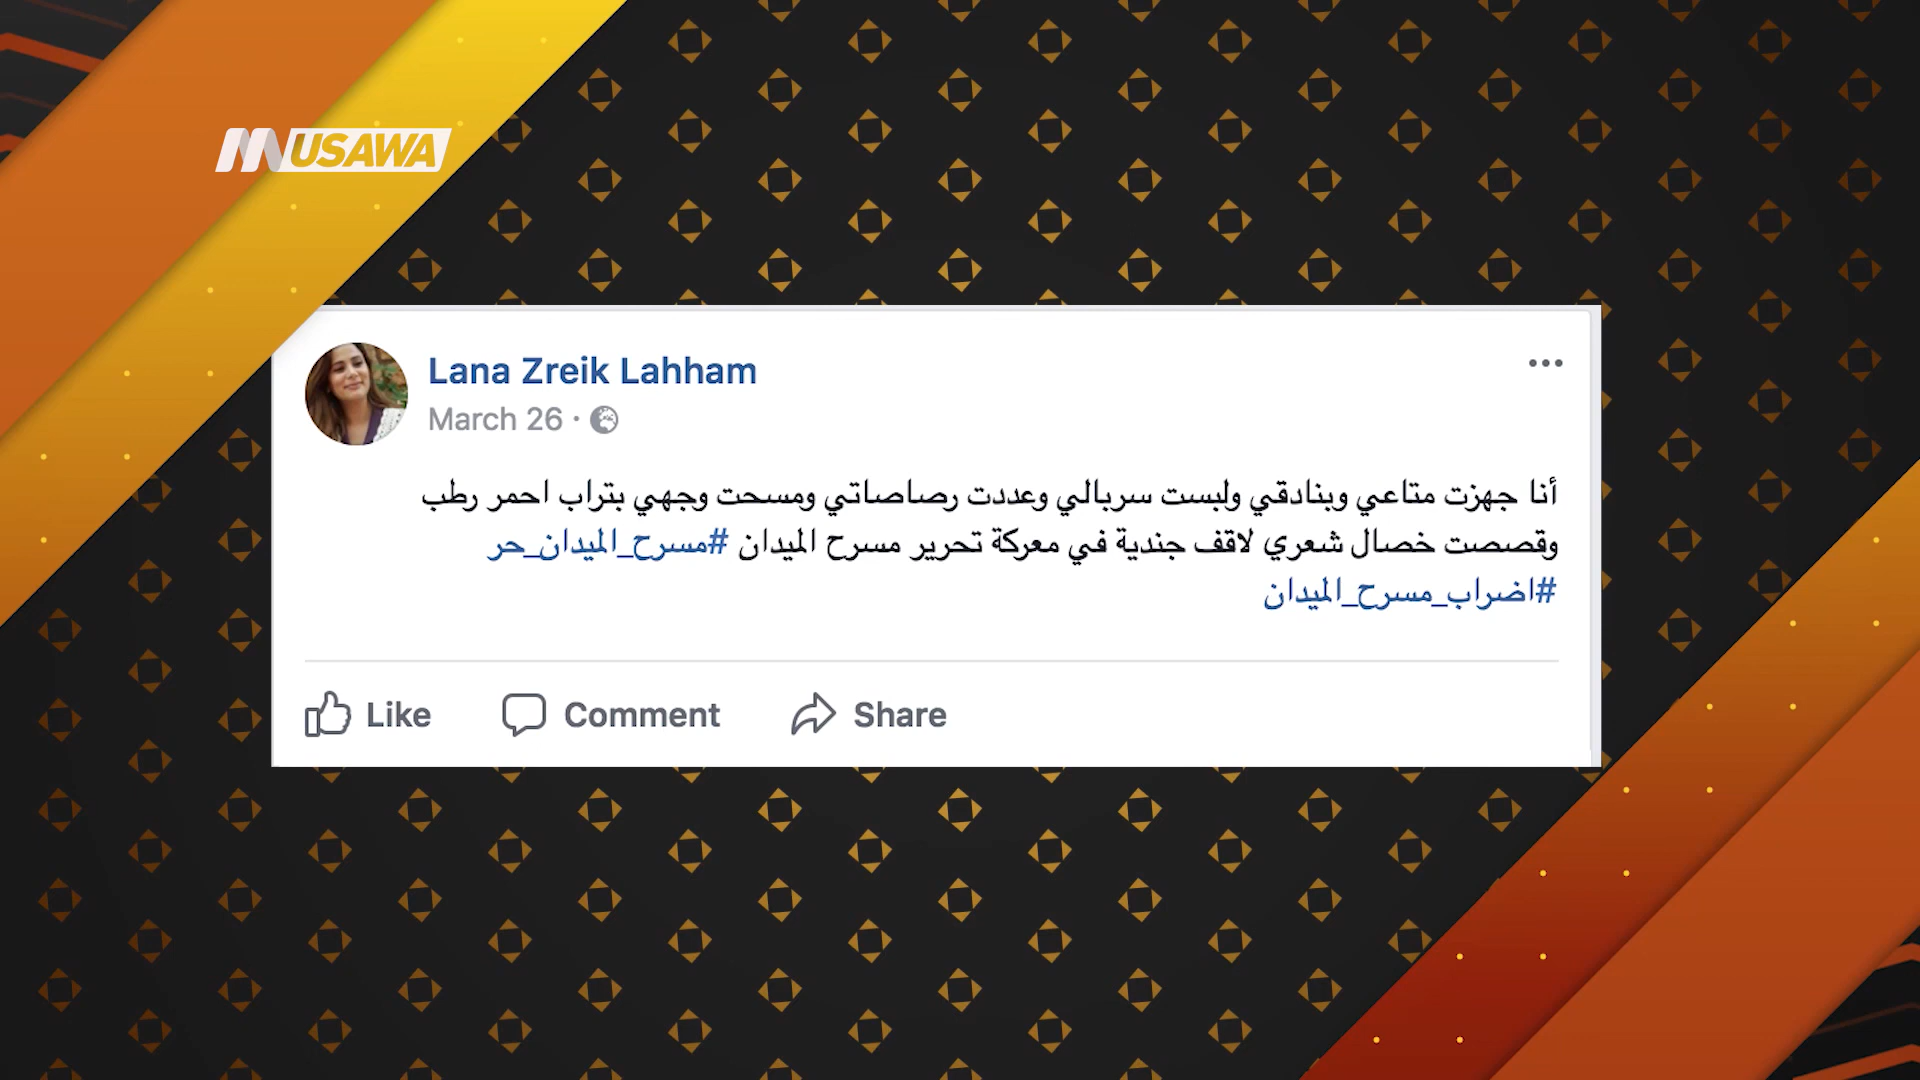 MUSAWA
Lana Zreik Lahham
March 26 ·
أنا جهزت متاعي وبنادقي ولبست سربالي وعددت رصاصاتي ومسحت وجهي بتراب احمر رطب
وقصصت خصال شعري لاقف جندية في معركة تحرير مسرح الميدان #مسرح_الميدان_حر
#اضراب_مسرح_الميدان
Like Comment Share